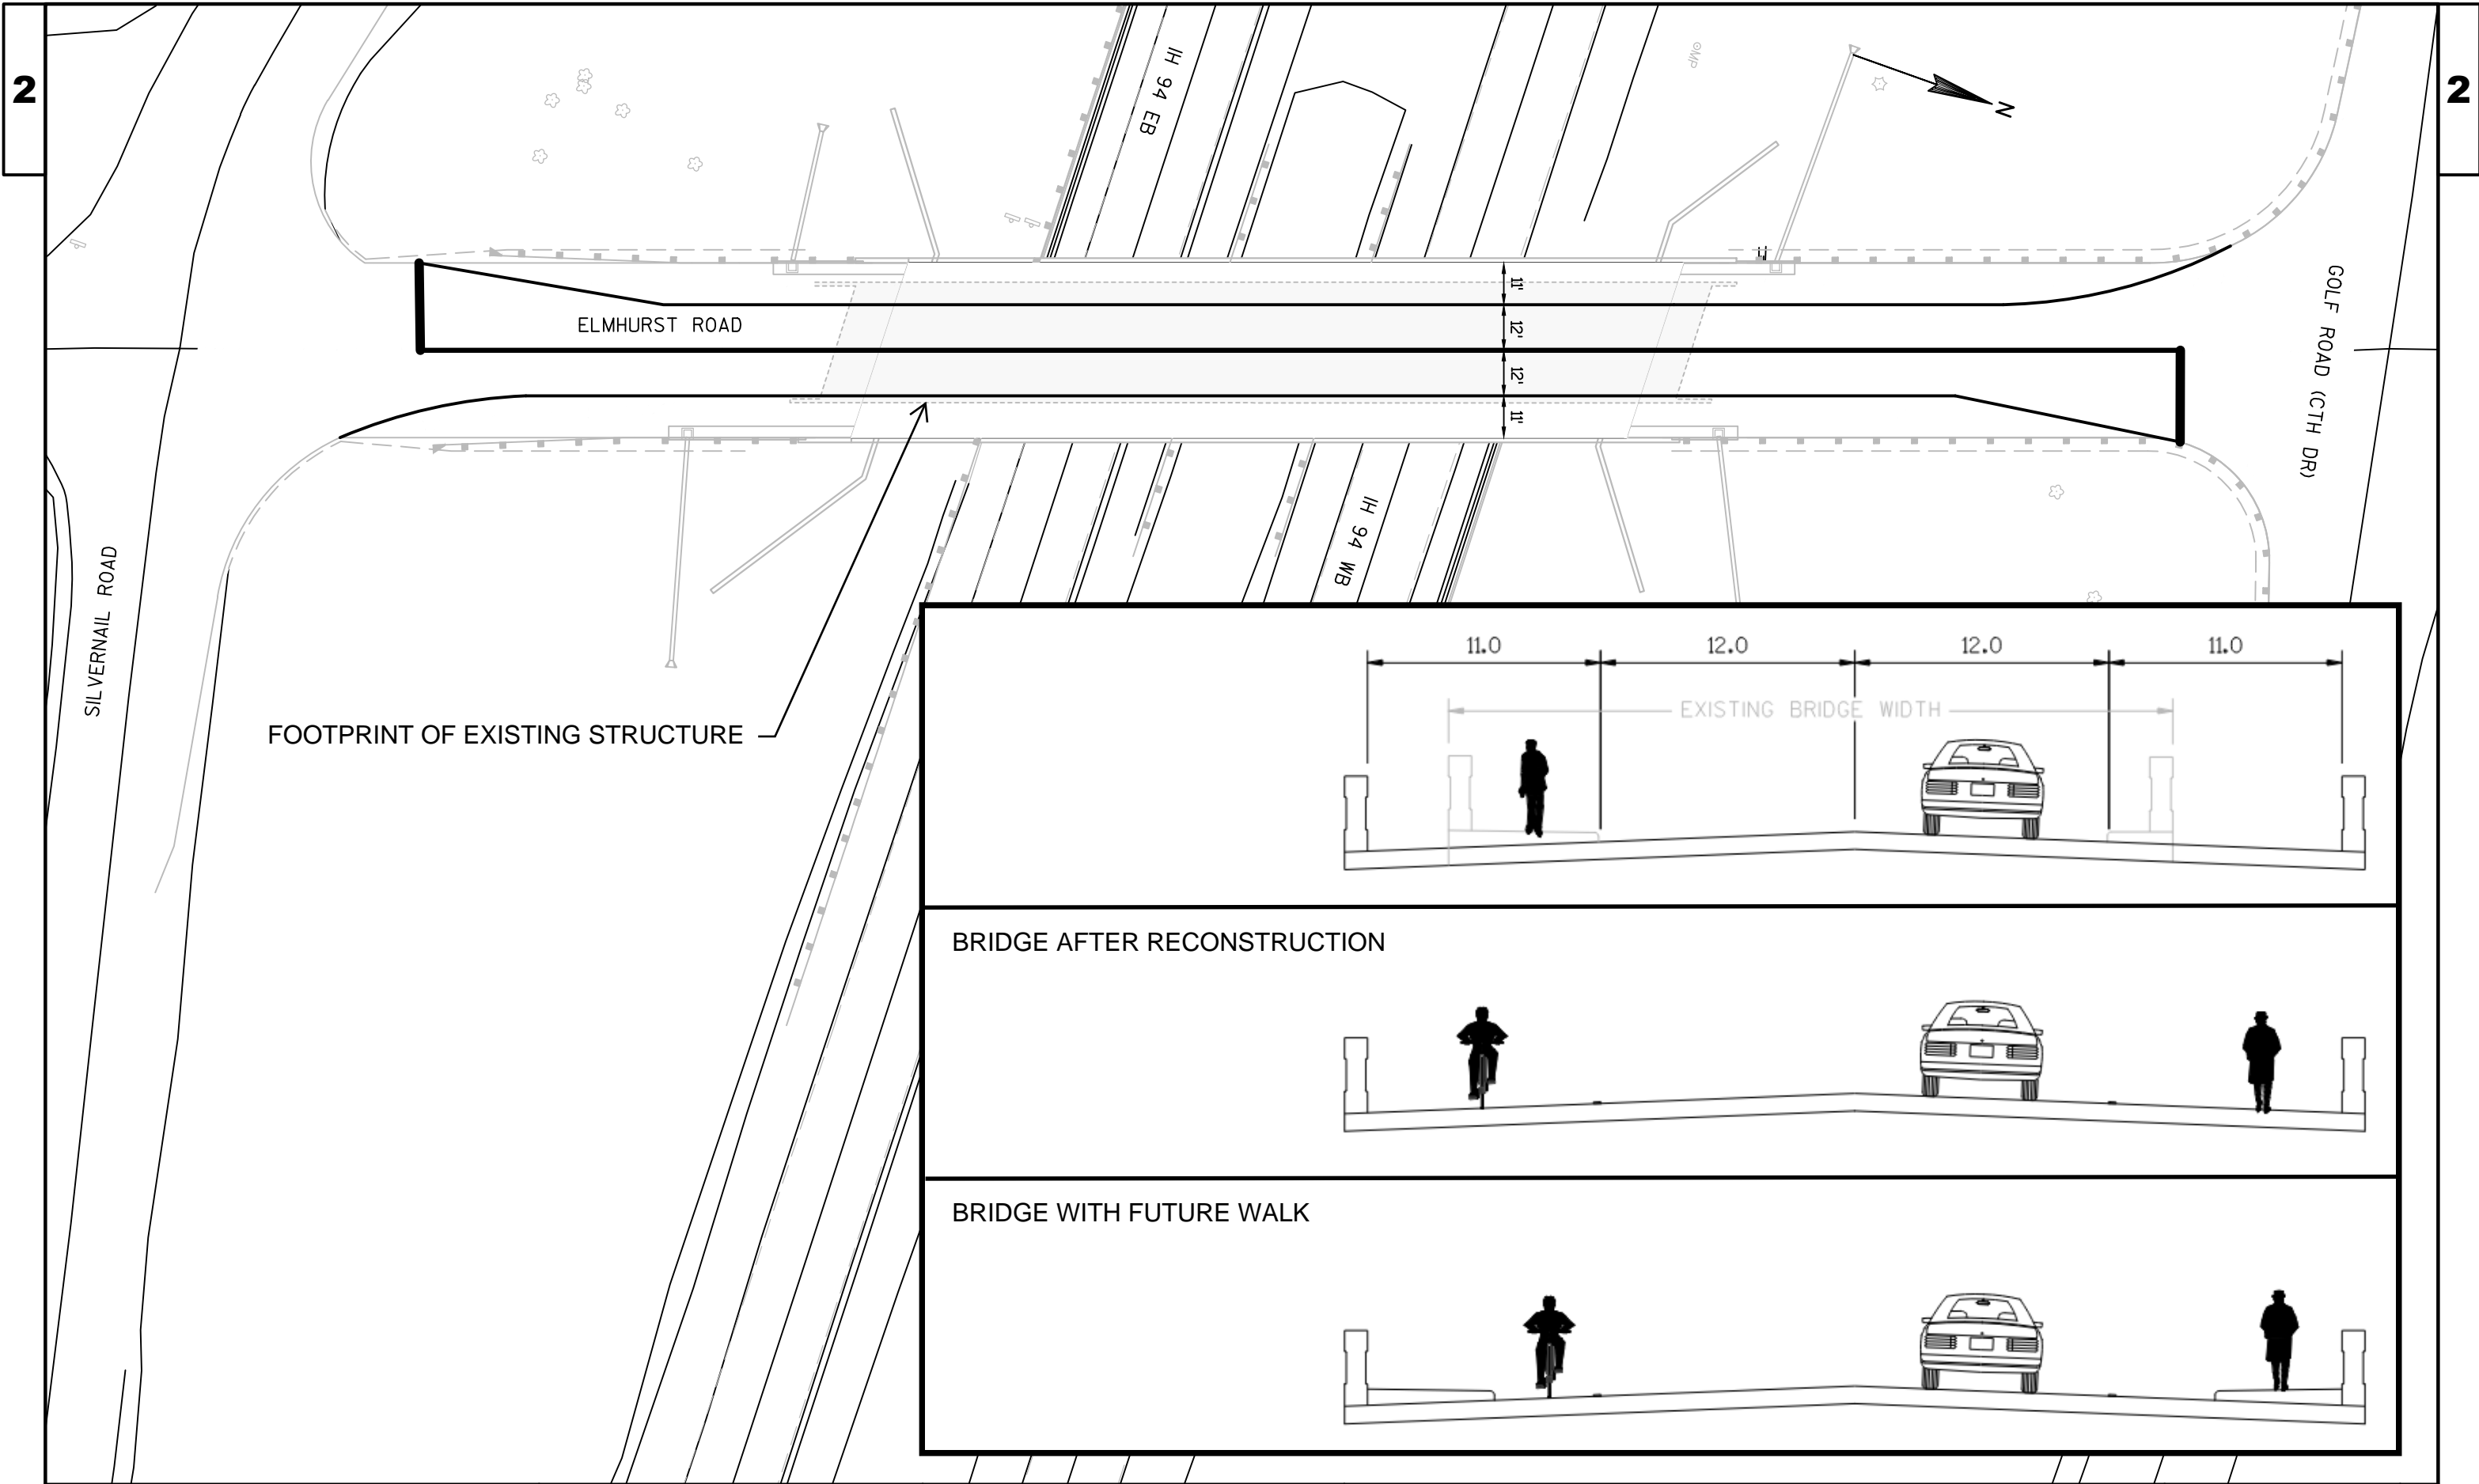 2
2
IH 94 EB
MP
N
ELMHURST ROAD
11'
12'
12'
11'
GOLF ROAD (CTH DR)
SILVERNAIL ROAD
IH 94 WB
FOOTPRINT OF EXISTING STRUCTURE
11.0 12.0 12.0 11.0
EXISTING BRIDGE WIDTH
BRIDGE AFTER RECONSTRUCTION
BRIDGE WITH FUTURE WALK